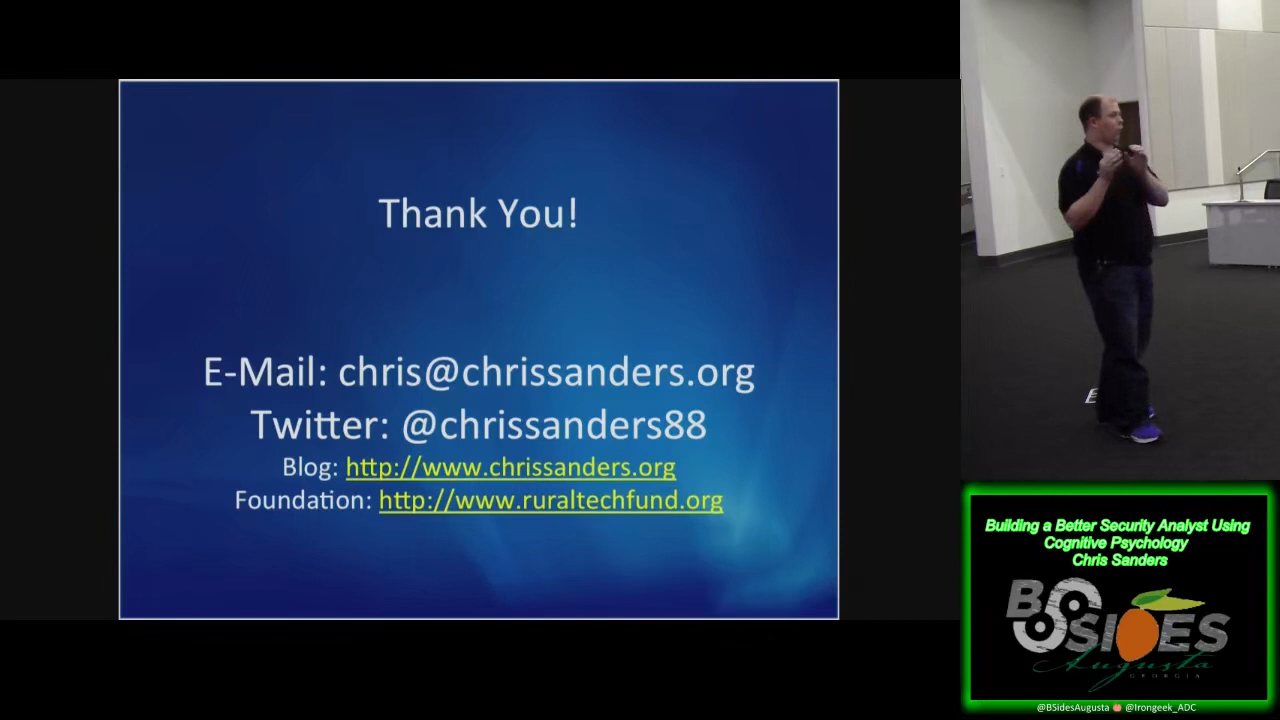 Thank You!
E-Mail: chris@chrissanders.org
Twitter: @chrissanders88
Blog: http://www.chrissanders.org
Foundation: http://www.ruraltechfund.org
Building a Better Security Analyst Using
Cognitive Psychology
Chris Sanders
BSIDES
Augusta
GEORGIA
@BSidesAugusta @Irongeek_ADC